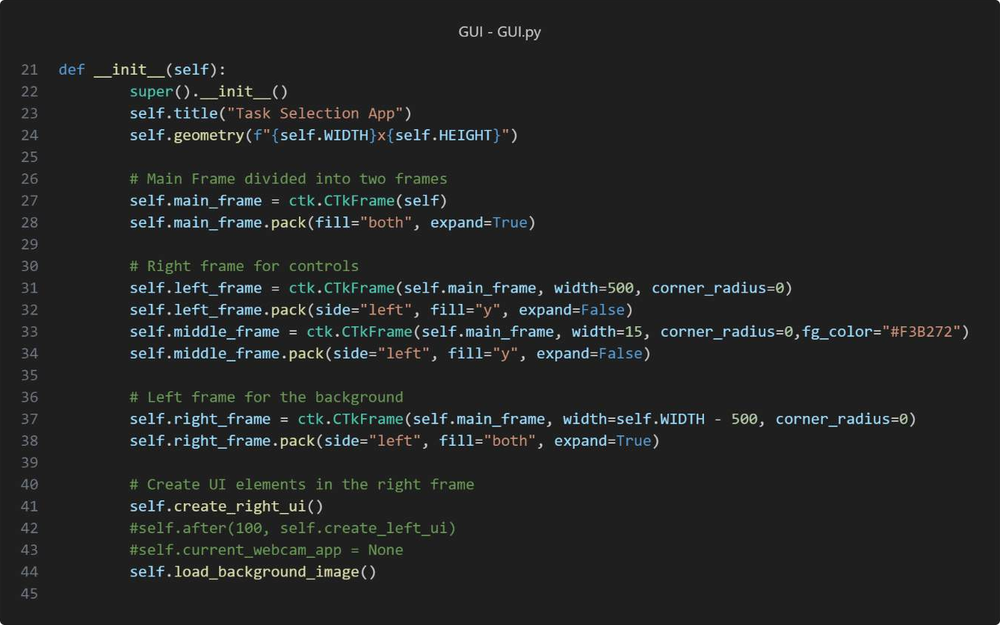 GUI - GUI.py
21 def __init__(self):
22         super().__init__()
23         self.title("Task Selection App")
24         self.geometry(f"{self.WIDTH}x{self.HEIGHT}")
25
26         # Main Frame divided into two frames
27         self.main_frame = ctk.CTkFrame(self)
28         self.main_frame.pack(fill="both", expand=True)
29
30         # Right frame for controls
31         self.left_frame = ctk.CTkFrame(self.main_frame, width=500, corner_radius=0)
32         self.left_frame.pack(side="left", fill="y", expand=False)
33         self.middle_frame = ctk.CTkFrame(self.main_frame, width=15, corner_radius=0,fg_color="#F3B272")
34         self.middle_frame.pack(side="left", fill="y", expand=False)
35
36         # Left frame for the background
37         self.right_frame = ctk.CTkFrame(self.main_frame, width=self.WIDTH - 500, corner_radius=0)
38         self.right_frame.pack(side="left", fill="both", expand=True)
39
40         # Create UI elements in the right frame
41         self.create_right_ui()
42         #self.after(100, self.create_left_ui)
43         #self.current_webcam_app = None
44         self.load_background_image()
45